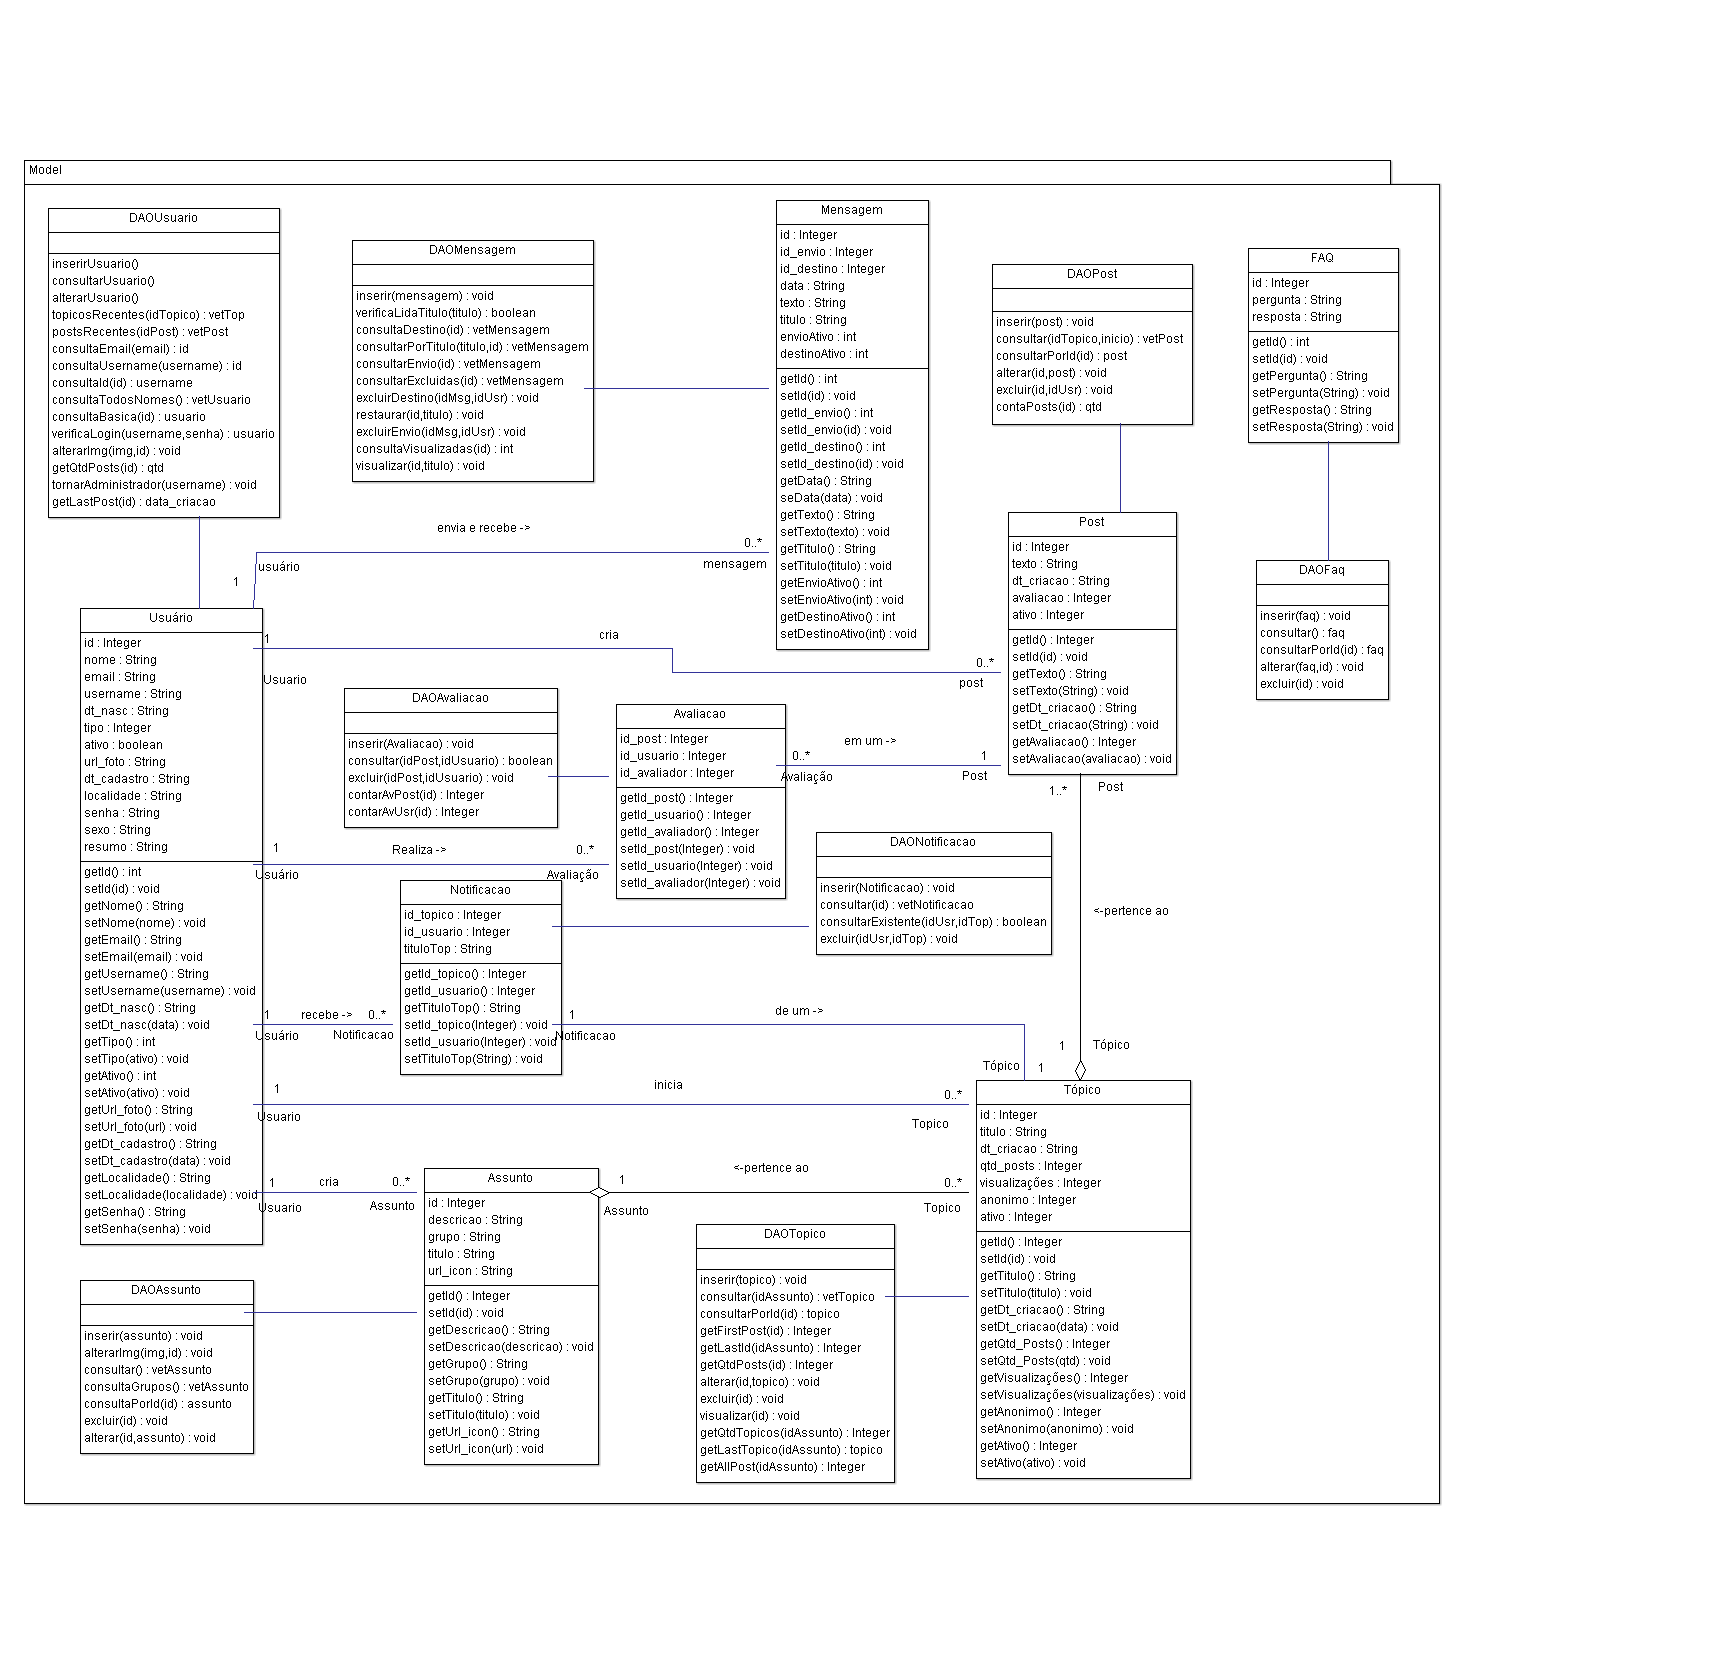 Model
DAOUsuario
inserirUsuario()
consultarUsuario()
alterarUsuario()
topicosRecentes(idTopico) : vetTop
postsRecentes(idPost) : vetPost
consultaEmail(email) : id
consultaUsername(username) : id
consultaId(id) : username
consultaTodosNomes() : vetUsuario
consultaBasica(id) : usuario
verificaLogin(username,senha) : usuario
alterarImg(img,id) : void
getQtdPosts(id) : qtd
tornarAdministrador(username) : void
getLastPost(id) : data_criacao
DAOMensagem
inserir(mensagem) : void
verificaLidaTitulo(titulo) : boolean
consultaDestino(id) : vetMensagem
consultarPorTitulo(titulo,id) : vetMensagem
consultarEnvio(id) : vetMensagem
consultarExcluidas(id) : vetMensagem
excluirDestino(idMsg,idUsr) : void
restaurar(id,titulo) : void
excluirEnvio(idMsg,idUsr) : void
consultaVisualizadas(id) : int
visualizar(id,titulo) : void
Mensagem
id : Integer
id_envio : Integer
id_destino : Integer
data : String
texto : String
titulo : String
envioAtivo : int
destinoAtivo : int
getId() : int
setId(id) : void
getId_envio() : int
setId_envio(id) : void
getId_destino() : int
setId_destino(id) : void
getData() : String
seData(data) : void
getTexto() : String
setTexto(texto) : void
getTitulo() : String
setTitulo(titulo) : void
getEnvioAtivo() : int
setEnvioAtivo(int) : void
getDestinoAtivo() : int
setDestinoAtivo(int) : void
DAOPost
inserir(post) : void
consultar(idTopico,inicio) : vetPost
consultarPorId(id) : post
alterar(id,post) : void
excluir(id,idUsr) : void
contaPosts(id) : qtd
FAQ
id : Integer
pergunta : String
resposta : String
getId() : int
setId(id) : void
getPergunta() : String
setPergunta(String) : void
getResposta() : String
setResposta(String) : void
envia e recebe ->
0..*
mensagem
usuário
1
Post
id : Integer
texto : String
dt_criacao : String
avaliacao : Integer
ativo : Integer
getId() : Integer
setId(id) : void
getTexto() : String
setTexto(String) : void
getDt_criacao() : String
setDt_criacao(String) : void
getAvaliacao() : Integer
setAvaliacao(avaliacao) : void
DAOFaq
inserir(faq) : void
consultar() : faq
consultarPorId(id) : faq
alterar(faq,id) : void
excluir(id) : void
Usuário
id : Integer
nome : String
email : String
username : String
dt_nasc : String
tipo : Integer
ativo : boolean
url_foto : String
dt_cadastro : String
localidade : String
senha : String
sexo : String
resumo : String
getId() : int
setId(id) : void
getNome() : String
setNome(nome) : void
getEmail() : String
setEmail(email) : void
getUsername() : String
setUsername(username) : void
getDt_nasc() : String
setDt_nasc(data) : void
getTipo() : int
setTipo(ativo) : void
getAtivo() : int
setAtivo(ativo) : void
getUrl_foto() : String
setUrl_foto(url) : void
getDt_cadastro() : String
setDt_cadastro(data) : void
getLocalidade() : String
setLocalidade(localidade) : void
getSenha() : String
setSenha(senha) : void
1
cria
0..*
Usuario
post
DAOAvaliacao
inserir(Avaliacao) : void
consultar(idPost,idUsuario) : boolean
excluir(idPost,idUsuario) : void
contarAvPost(id) : Integer
contarAvUsr(id) : Integer
Avaliacao
id_post : Integer
id_usuario : Integer
id_avaliador : Integer
getId_post() : Integer
getId_usuario() : Integer
getId_avaliador() : Integer
setId_post(Integer) : void
setId_usuario(Integer) : void
setId_avaliador(Integer) : void
em um ->
0..*
1
Avaliação
Post
1..*
Post
1
Realiza ->
0..*
Usuário
Avaliação
DAONotificacao
inserir(Notificacao) : void
consultar(id) : vetNotificacao
consultarExistente(idUsr,idTop) : boolean
excluir(idUsr,idTop) : void
<-pertence ao
Notificacao
id_topico : Integer
id_usuario : Integer
tituloTop : String
getId_topico() : Integer
getId_usuario() : Integer
getTituloTop() : String
setId_topico(Integer) : void
setId_usuario(Integer) : void
setTituloTop(String) : void
1
recebe ->
0..*
Usuário
Notificacao
1
de um ->
Notificacao
1
Tópico
Tópico
1
1
inicia
0..*
Usuario
Topico
Tópico
id : Integer
titulo : String
dt_criacao : String
qtd_posts : Integer
visualizações : Integer
anonimo : Integer
ativo : Integer
getId() : Integer
setId(id) : void
getTitulo() : String
setTitulo(titulo) : void
getDt_criacao() : String
setDt_criacao(data) : void
getQtd_Posts() : Integer
setQtd_Posts(qtd) : void
getVisualizações() : Integer
setVisualizações(visualizações) : void
getAnonimo() : Integer
setAnonimo(anonimo) : void
getAtivo() : Integer
setAtivo(ativo) : void
1
cria
0..*
Usuario
Assunto
Assunto
id : Integer
descricao : String
grupo : String
titulo : String
url_icon : String
getId() : Integer
setId(id) : void
getDescricao() : String
setDescricao(descricao) : void
getGrupo() : String
setGrupo(grupo) : void
getTitulo() : String
setTitulo(titulo) : void
getUrl_icon() : String
setUrl_icon(url) : void
<-pertence ao
1
0..*
Assunto
Topico
DAOTopico
inserir(topico) : void
consultar(idAssunto) : vetTopico
consultarPorId(id) : topico
getFirstPost(id) : Integer
getLastId(idAssunto) : Integer
getQtdPosts(id) : Integer
alterar(id,topico) : void
excluir(id) : void
visualizar(id) : void
getQtdTopicos(idAssunto) : Integer
getLastTopico(idAssunto) : topico
getAllPost(idAssunto) : Integer
DAOAssunto
inserir(assunto) : void
alterarImg(img,id) : void
consultar() : vetAssunto
consultaGrupos() : vetAssunto
consultaPorId(id) : assunto
excluir(id) : void
alterar(id,assunto) : void